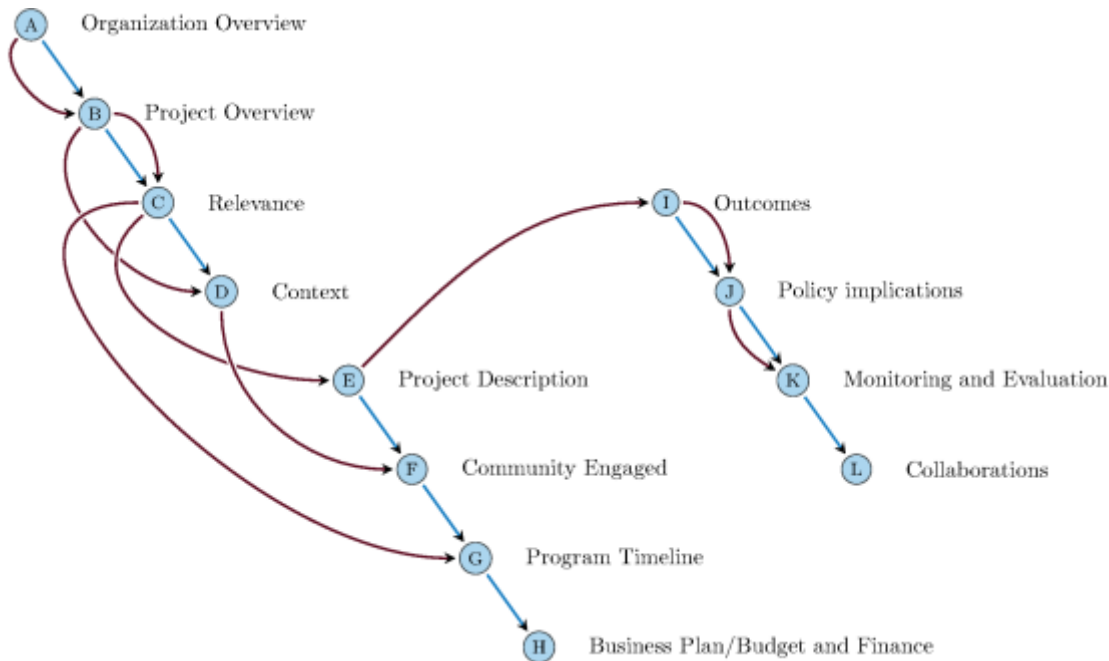 A Organization Overview
B Project Overview
C Relevance
I Outcomes
D Context
J Policy implications
E Project Description
K Monitoring and Evaluation
F Community Engaged
L Collaborations
G Program Timeline
H Business Plan/Budget and Finance